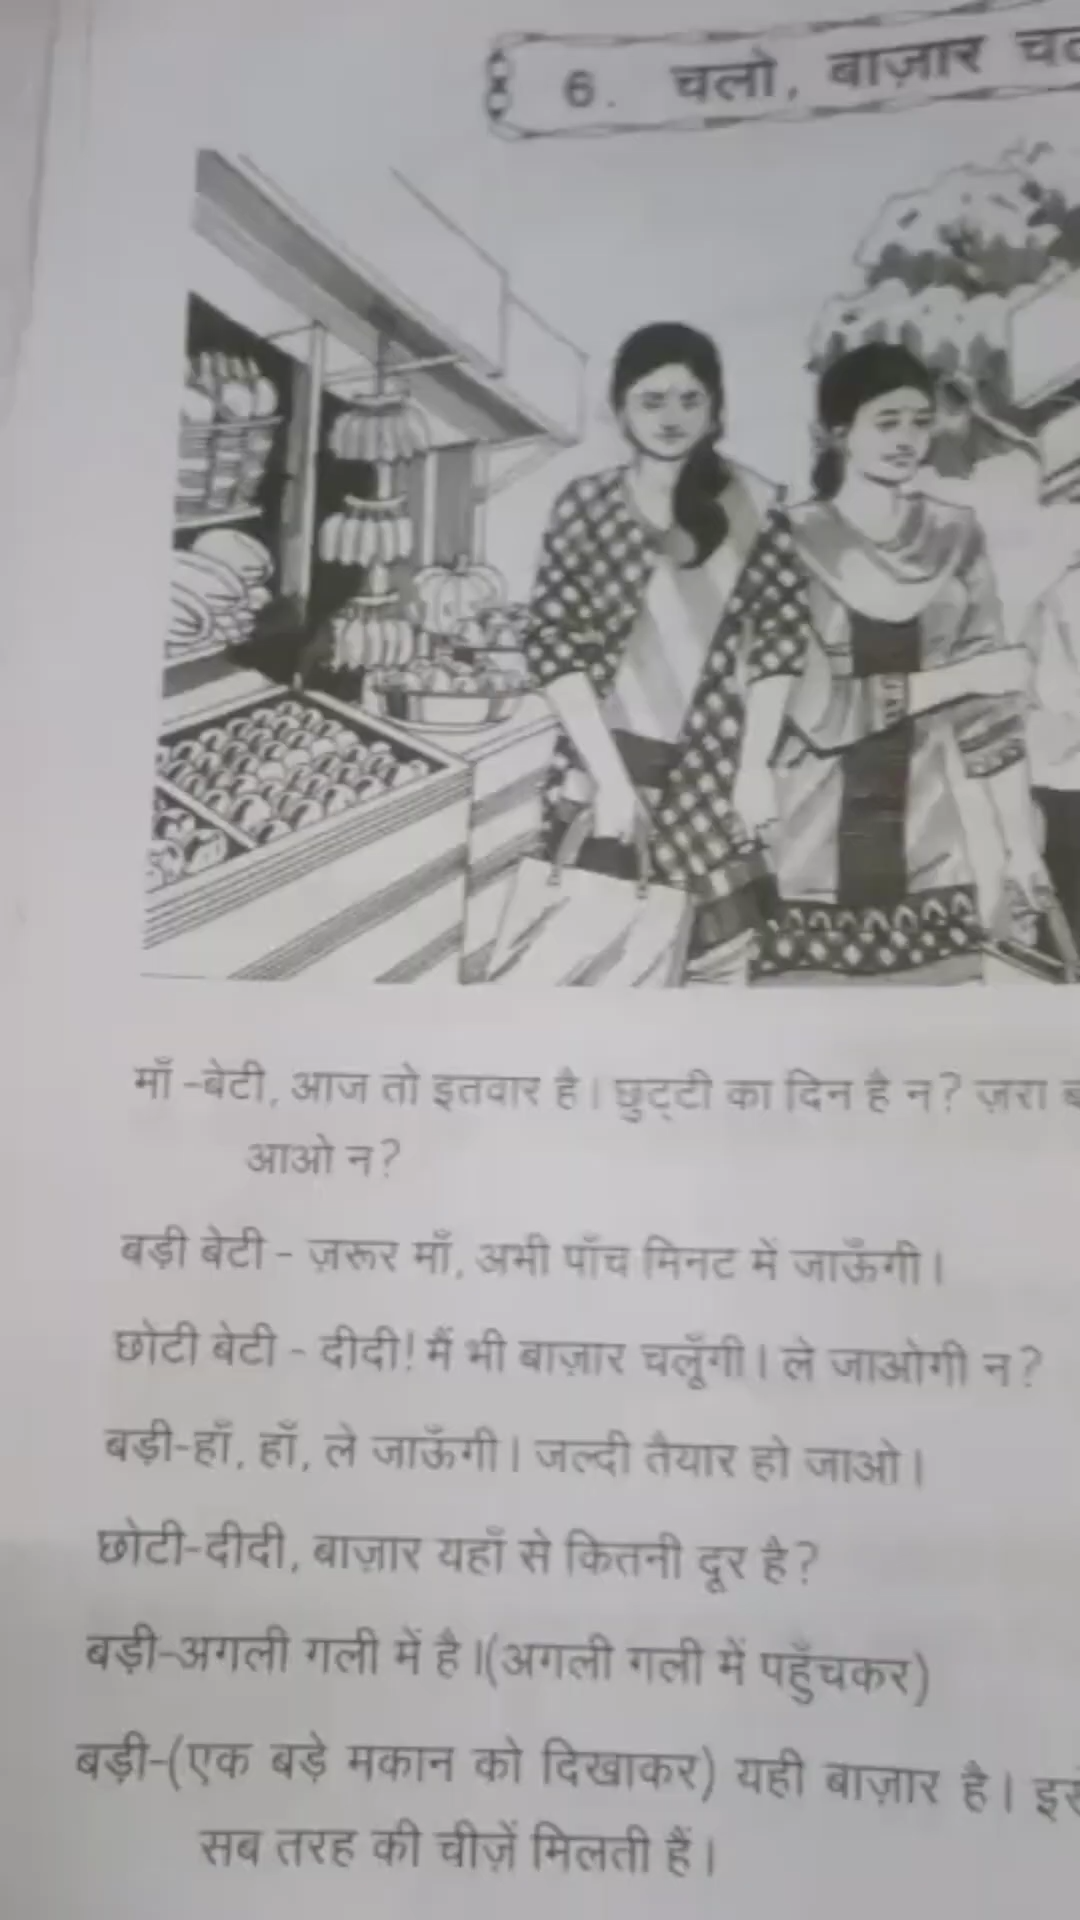 6. चलो, बाज़ार
माँ -बेटी, आज तो इतवार है। छुट्टी का दिन है न? ज़रा
आओ न?
बड़ी बेटी - ज़रूर माँ, अभी पाँच मिनट में जाऊँगी।
छोटी बेटी - दीदी! मैं भी बाज़ार चलूँगी। ले जाओगी न?
बड़ी-हाँ, हाँ, ले जाऊँगी। जल्दी तैयार हो जाओ।
छोटी-दीदी, बाज़ार यहाँ से कितनी दूर है?
बड़ी-अगली गली में है।(अगली गली में पहुँचकर)
बड़ी-(एक बड़े मकान को दिखाकर) यही बाज़ार है।
सब तरह की चीज़ें मिलती हैं।